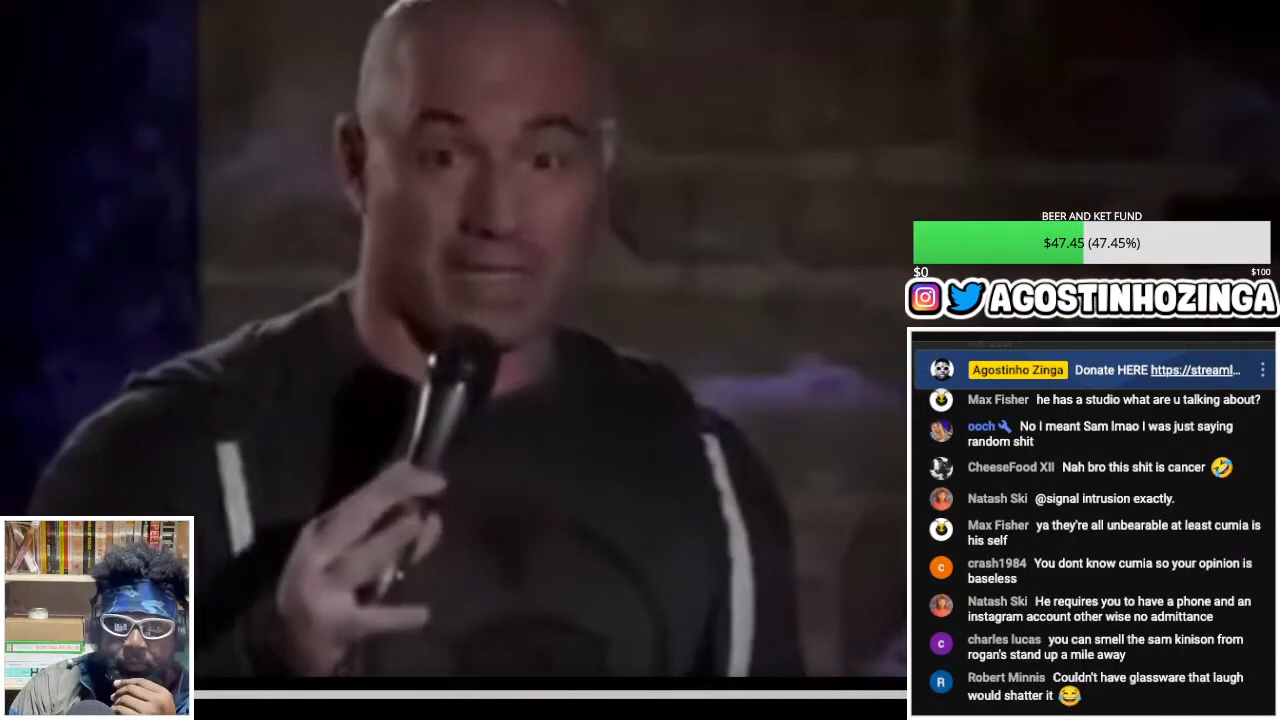 BEER AND KET FUND
$47.45 (47.45%)
$0
$100
AGOSTINHOZINGA
Agostinho Zinga Donate HERE https://streaml...
Max Fisher he has a studio what are u talking about?
ooch No I meant Sam lmao I was just saying
random shit
CheeseFood XII Nah bro this shit is cancer 🤣
Natash Ski @signal intrusion exactly.
Max Fisher ya they're all unbearable at least cumia is
his self
c
crash1984 You dont know cumia so your opinion is
baseless
Natash Ski He requires you to have a phone and an
instagram account other wise no admittance
c
charles lucas you can smell the sam kinison from
rogan's stand up a mile away
R
Robert Minnis Couldn't have glassware that laugh
would shatter it 😂